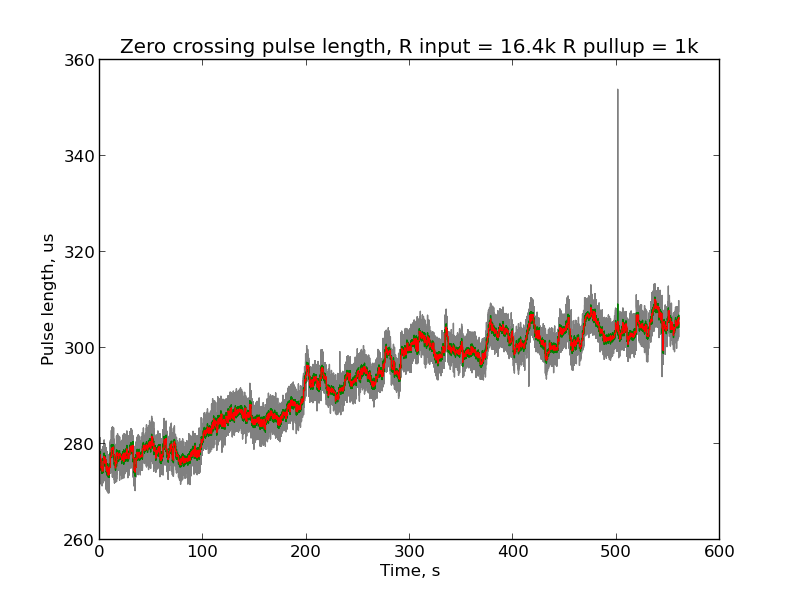 Zero crossing pulse length, R input = 16.4k R pullup = 1k
360
340
320
300
280
260
Pulse length, us
0 100 200 300 400 500 600
Time, s